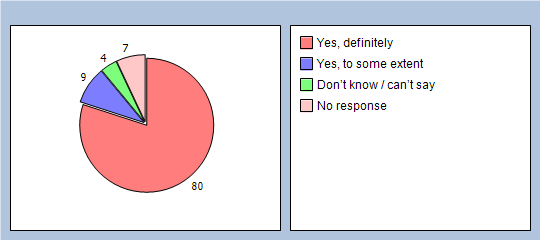 7
4
9
80
Yes, definitely
Yes, to some extent
Don't know / can't say
No response